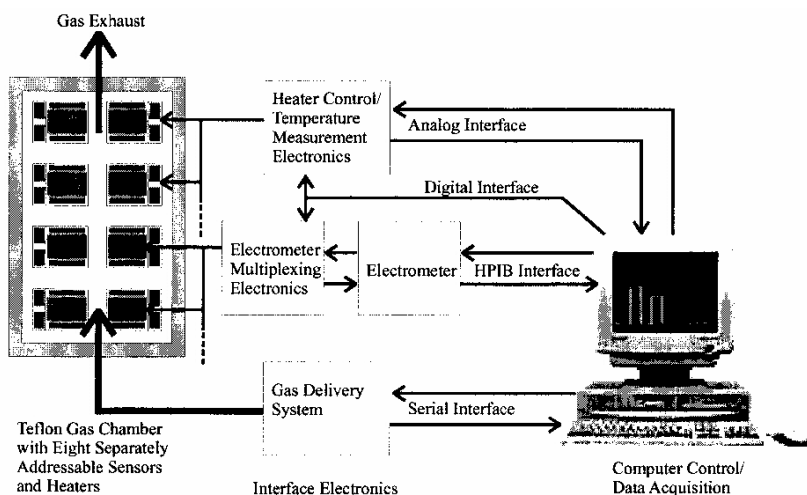 Gas Exhaust
Heater Control/
Temperature
Measurement
Electronics
Analog Interface
Digital Interface
Electrometer
Multiplexing
Electronics
Electrometer
HPIB Interface
Gas Delivery
System
Serial Interface
Teflon Gas Chamber
with Eight Separately
Addressable Sensors
and Heaters
Interface Electronics
Computer Control/
Data Acquisition